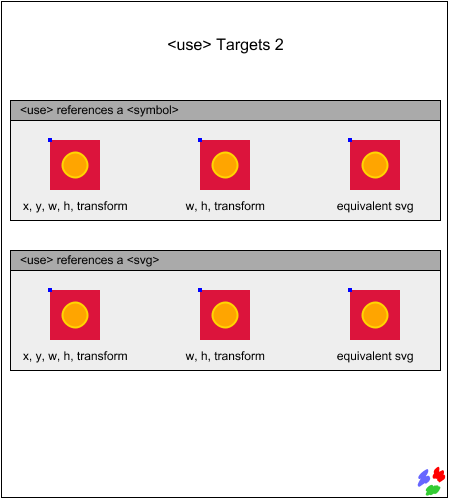 <use> Targets 2
<use> references a <symbol>
x, y, w, h, transform
w, h, transform
equivalent svg
<use> references a <svg>
x, y, w, h, transform
w, h, transform
equivalent svg